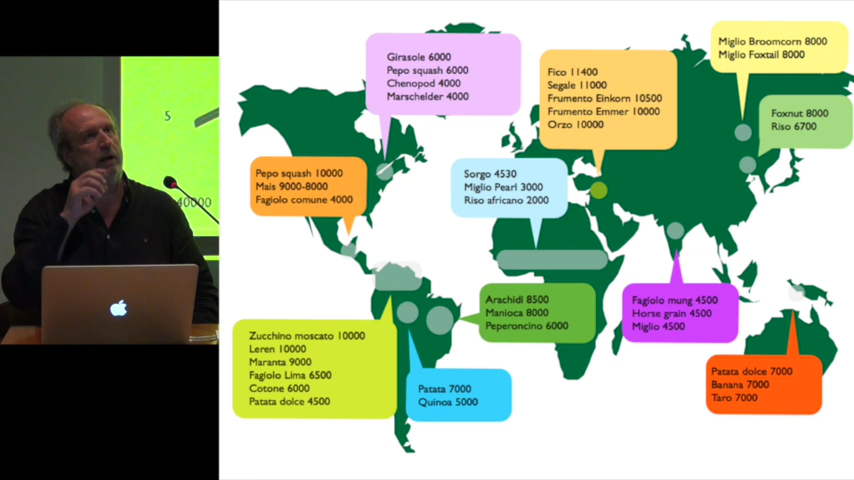 5
40000
Girasole 6000
Pepo squash 6000
Chenopod 4000
Marschelder 4000
Fico 11400
Segale 11000
Frumento Einkorn 10500
Frumento Emmer 10000
Orzo 10000
Miglio Broomcorn 8000
Miglio Foxtail 8000
Foxnut 8000
Riso 6700
Pepo squash 10000
Mais 9000-8000
Fagiolo comune 4000
Sorgo 4530
Miglio Pearl 3000
Riso africano 2000
Arachidi 8500
Manioca 8000
Peperoncino 6000
Fagiolo mung 4500
Horse grain 4500
Miglio 4500
Zucchino moscato 10000
Leren 10000
Maranta 9000
Fagiolo Lima 6500
Cotone 6000
Patata dolce 4500
Patata 7000
Quinoa 5000
Patata dolce 7000
Banana 7000
Taro 7000